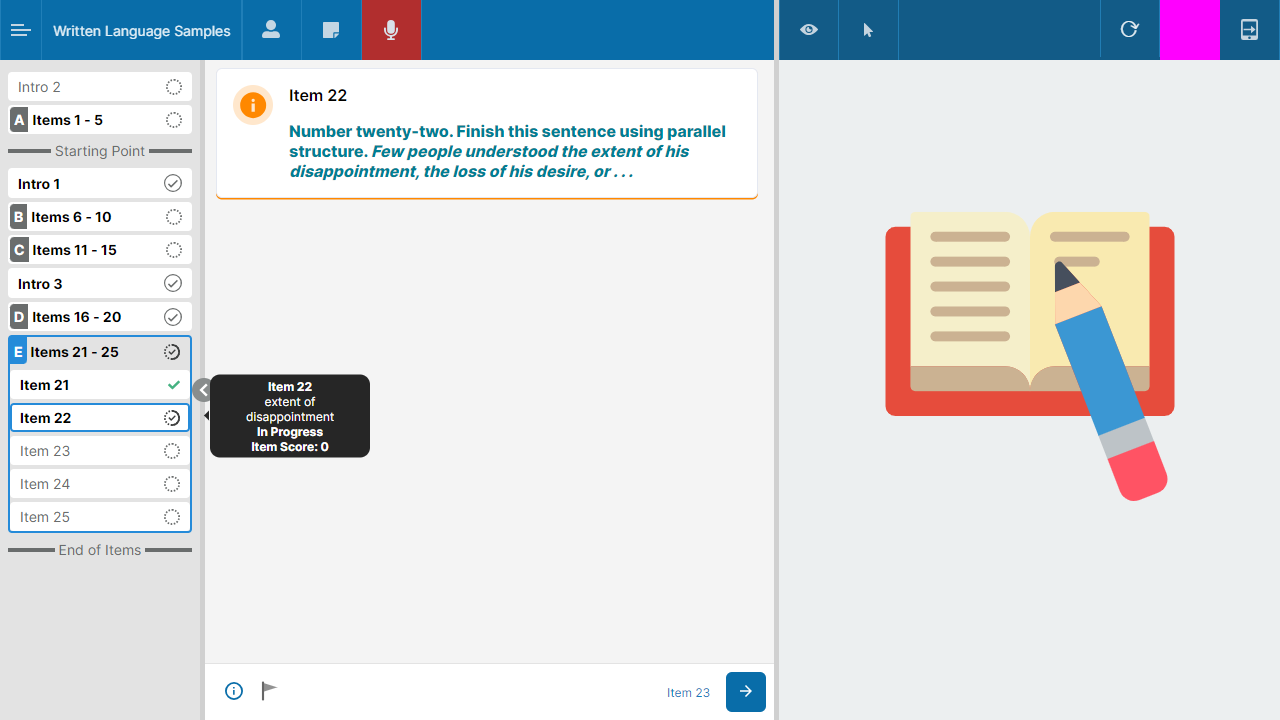 Written Language Samples
Intro 2
A Items 1 - 5
Starting Point
Intro 1
B Items 6 - 10
C Items 11 - 15
Intro 3
D Items 16 - 20
E Items 21 - 25
Item 21
Item 22
Item 23
Item 24
Item 25
End of Items
Item 22
Number twenty-two. Finish this sentence using parallel
structure. Few people understood the extent of his
disappointment, the loss of his desire, or . . .
Item 22
extent of
disappointment
In Progress
Item Score: 0
Item 23